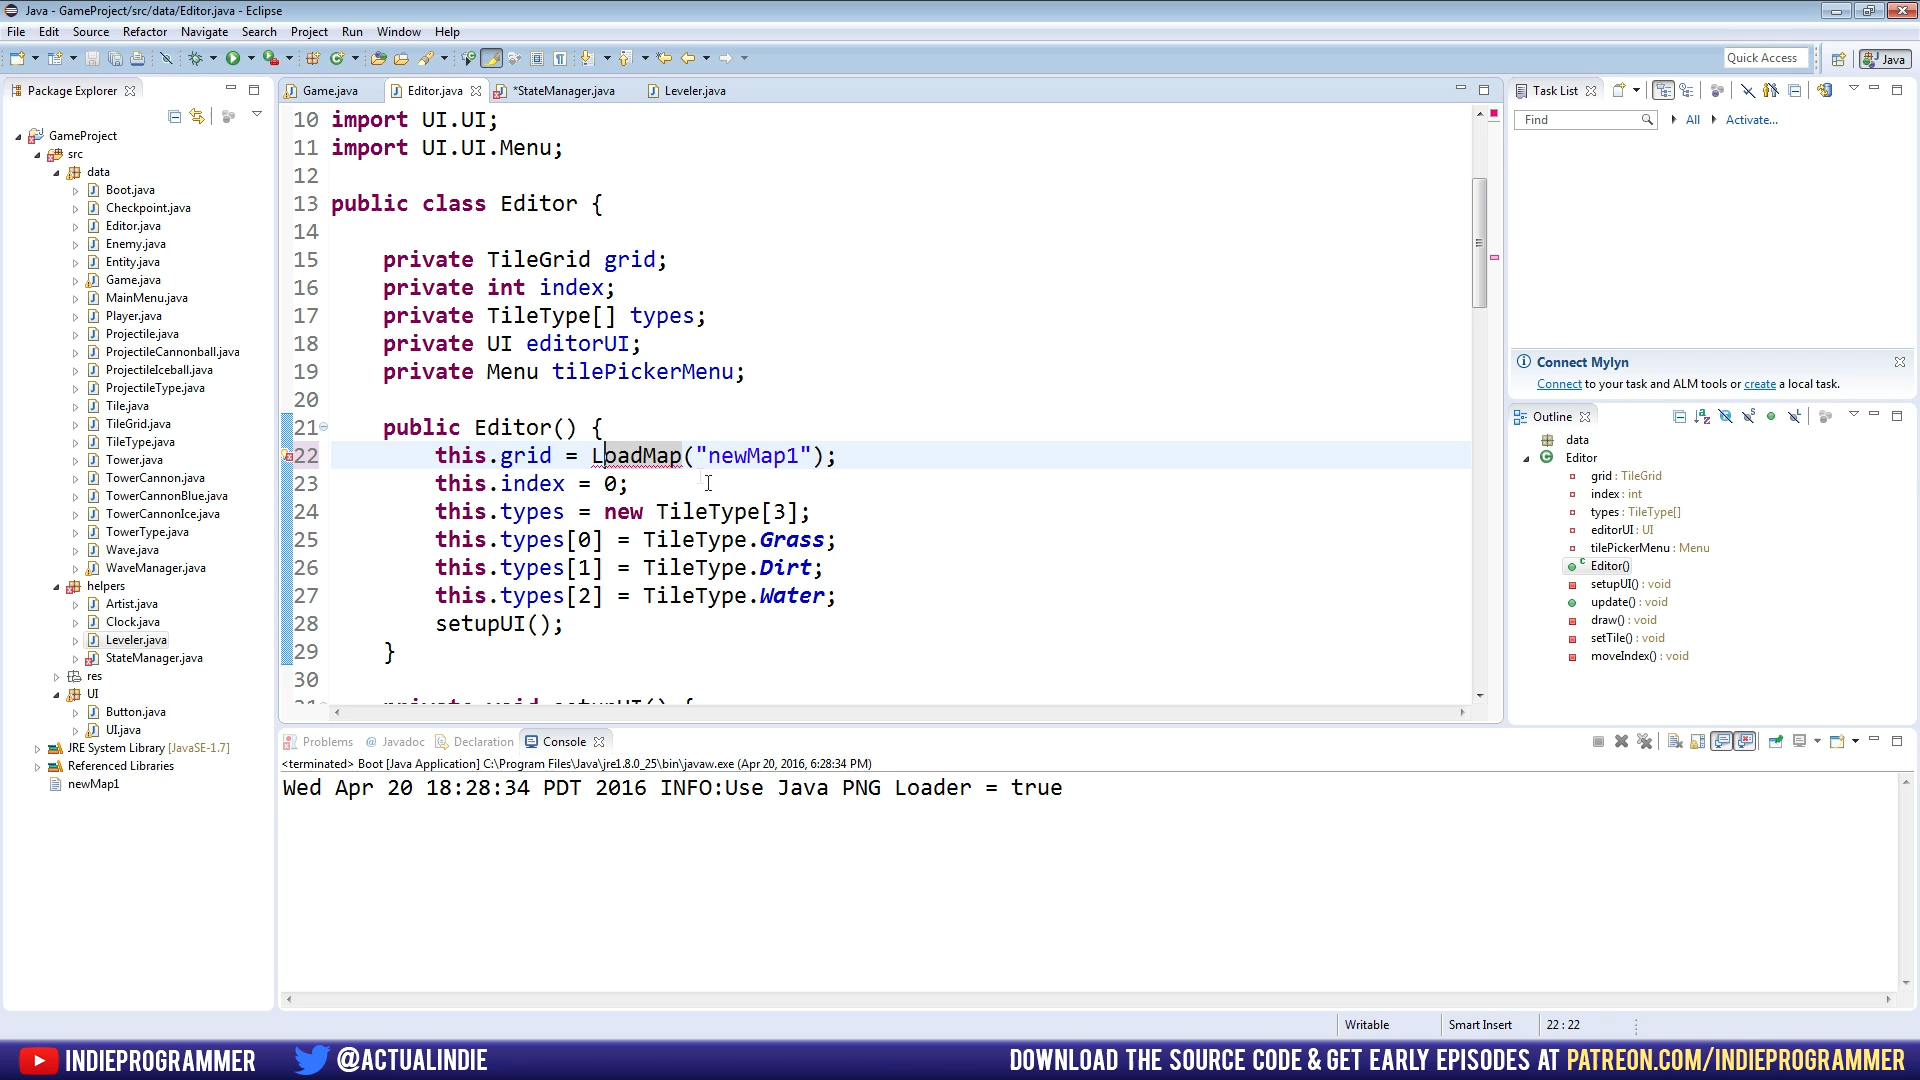 Java - GameProject/src/data/Editor.java - Eclipse
File Edit Source Refactor Navigate Search Project Run Window Help
Quick Access
Java
Package Explorer
GameProject
src
data
Boot.java
Checkpoint.java
Editor.java
Enemy.java
Entity.java
Game.java
MainMenu.java
Player.java
Projectile.java
ProjectileCannonball.java
ProjectileIceball.java
ProjectileType.java
Tile.java
TileGrid.java
TileType.java
Tower.java
TowerCannon.java
TowerCannonBlue.java
TowerCannonIce.java
TowerType.java
Wave.java
WaveManager.java
helpers
Artist.java
Clock.java
Leveler.java
StateManager.java
res
UI
Button.java
UI.java
JRE System Library [JavaSE-1.7]
Referenced Libraries
newMap1
Game.java Editor.java *StateManager.java Leveler.java
10 import UI.UI;
11 import UI.UI.Menu;
12
13 public class Editor {
14
15 private TileGrid grid;
16 private int index;
17 private TileType[] types;
18 private UI editorUI;
19 private Menu tilePickerMenu;
20
21 public Editor() {
22 this.grid = LoadMap("newMap1");
23 this.index = 0;
24 this.types = new TileType[3];
25 this.types[0] = TileType.Grass;
26 this.types[1] = TileType.Dirt;
27 this.types[2] = TileType.Water;
28 setupUI();
29 }
30
31 private void setupUI() {
Task List
Find All Activate...
Connect Mylyn
Connect to your task and ALM tools or create a local task.
Outline
data
Editor
grid : TileGrid
index : int
types : TileType[]
editorUI : UI
tilePickerMenu : Menu
Editor()
setupUI() : void
update() : void
draw() : void
setTile() : void
moveIndex() : void
Problems @ Javadoc Declaration Console
<terminated> Boot [Java Application] C:\Program Files\Java\jre1.8.0_25\bin\javaw.exe (Apr 20, 2016, 6:28:34 PM)
Wed Apr 20 18:28:34 PDT 2016 INFO:Use Java PNG Loader = true
Writable Smart Insert 22 : 22
INDIEPROGRAMMER @ACTUALINDIE DOWNLOAD THE SOURCE CODE & GET EARLY EPISODES AT PATREON.COM/INDIEPROGRAMMER